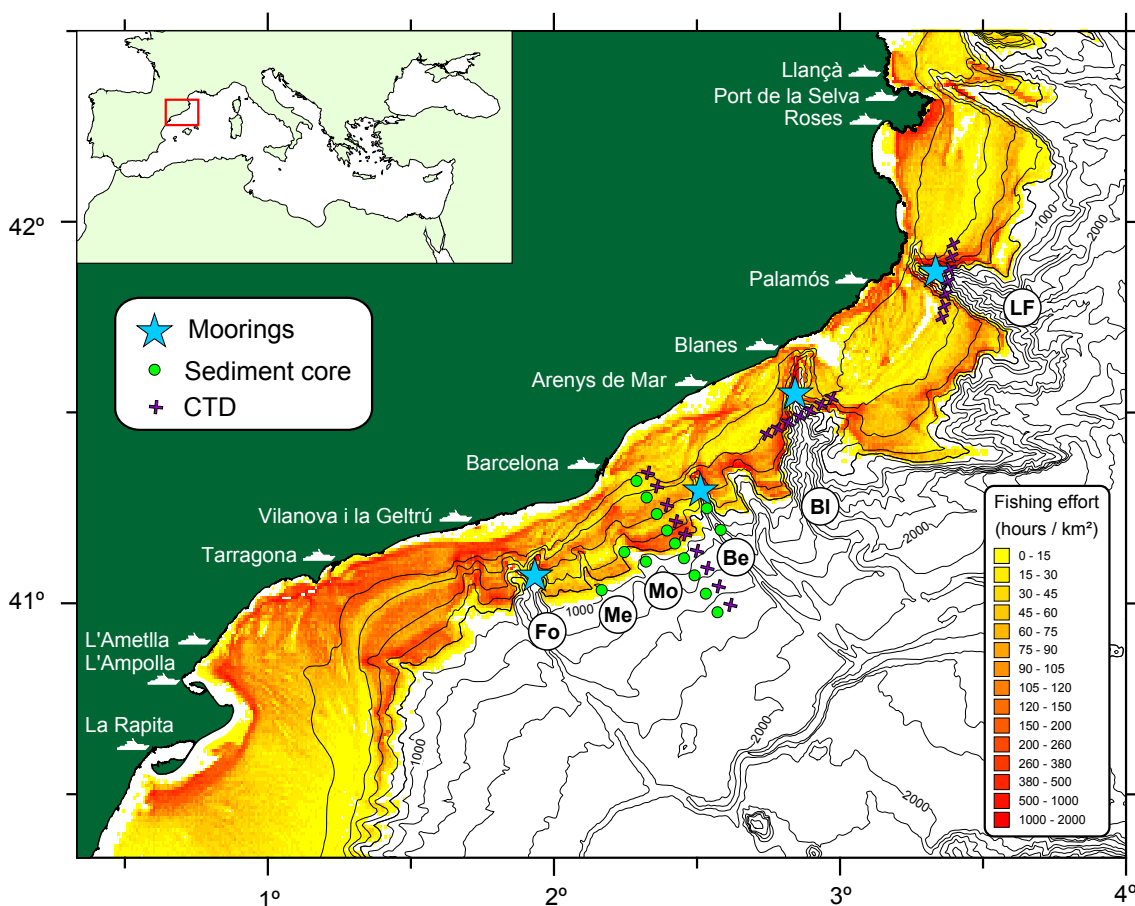 Llançà
Port de la Selva
Roses
Palamós
Blanes
Arenys de Mar
Barcelona
Vilanova i la Geltrú
Tarragona
L'Ametlla
L'Ampolla
La Rapita
Moorings
Sediment core
CTD
LF
Bl
Be
Mo
Me
Fo
1000
2000
1000
2000
2000
2000
1000
Fishing effort
(hours / km²)
0 - 15
15 - 30
30 - 45
45 - 60
60 - 75
75 - 90
90 - 105
105 - 120
120 - 150
150 - 200
200 - 260
260 - 380
380 - 500
500 - 1000
1000 - 2000
42º
41º
1º
2º
3º
4º